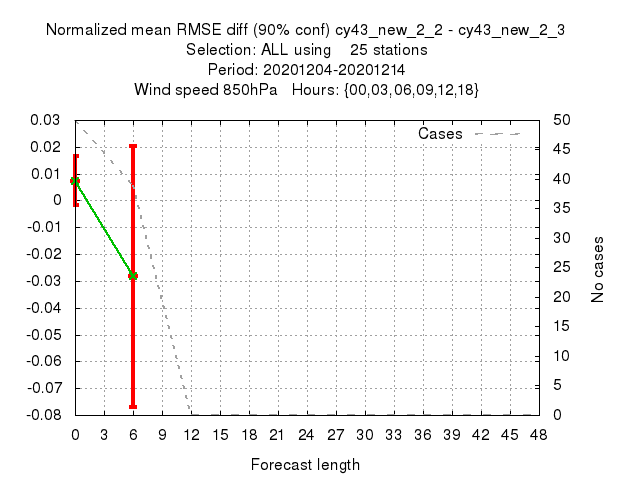 Normalized mean RMSE diff (90% conf) cy43_new_2_2 - cy43_new_2_3
Selection: ALL using    25 stations
Period: 20201204-20201214
Wind speed 850hPa   Hours: {00,03,06,09,12,18}
Cases
0.03
0.02
0.01
0
-0.01
-0.02
-0.03
-0.04
-0.05
-0.06
-0.07
-0.08
50
45
40
35
30
25
20
15
10
5
0
No cases
0 3 6 9 12 15 18 21 24 27 30 33 36 39 42 45 48
Forecast length